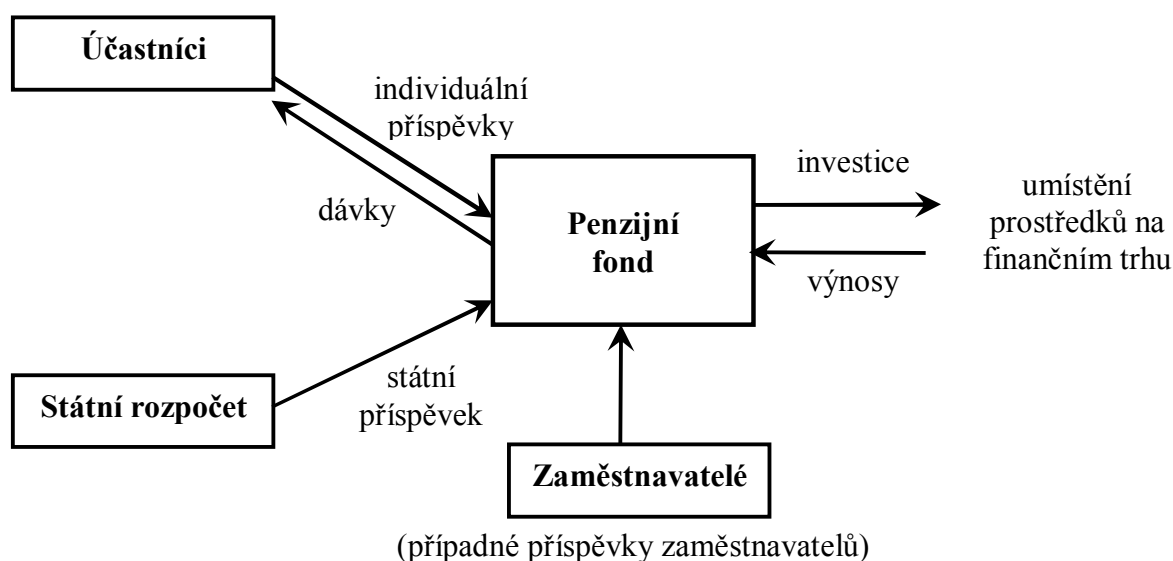 Účastníci
individuální
příspěvky
dávky
Penzijní
fond
investice
výnosy
umístění
prostředků na
finančním trhu
Státní rozpočet
státní
příspěvek
Zaměstnavatelé
(případné příspěvky zaměstnavatelů)